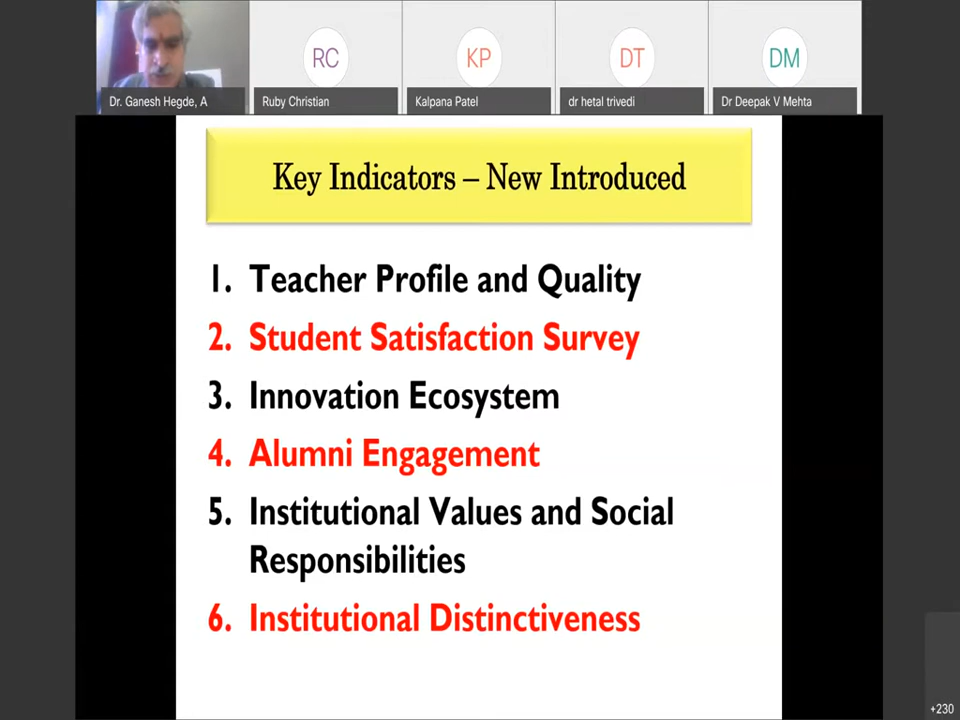 RC
KP
DT
DM
Dr. Ganesh Hegde, A
Ruby Christian
Kalpana Patel
dr hetal trivedi
Dr Deepak V Mehta
Key Indicators – New Introduced
1. Teacher Profile and Quality
2. Student Satisfaction Survey
3. Innovation Ecosystem
4. Alumni Engagement
5. Institutional Values and Social
Responsibilities
6. Institutional Distinctiveness
+230